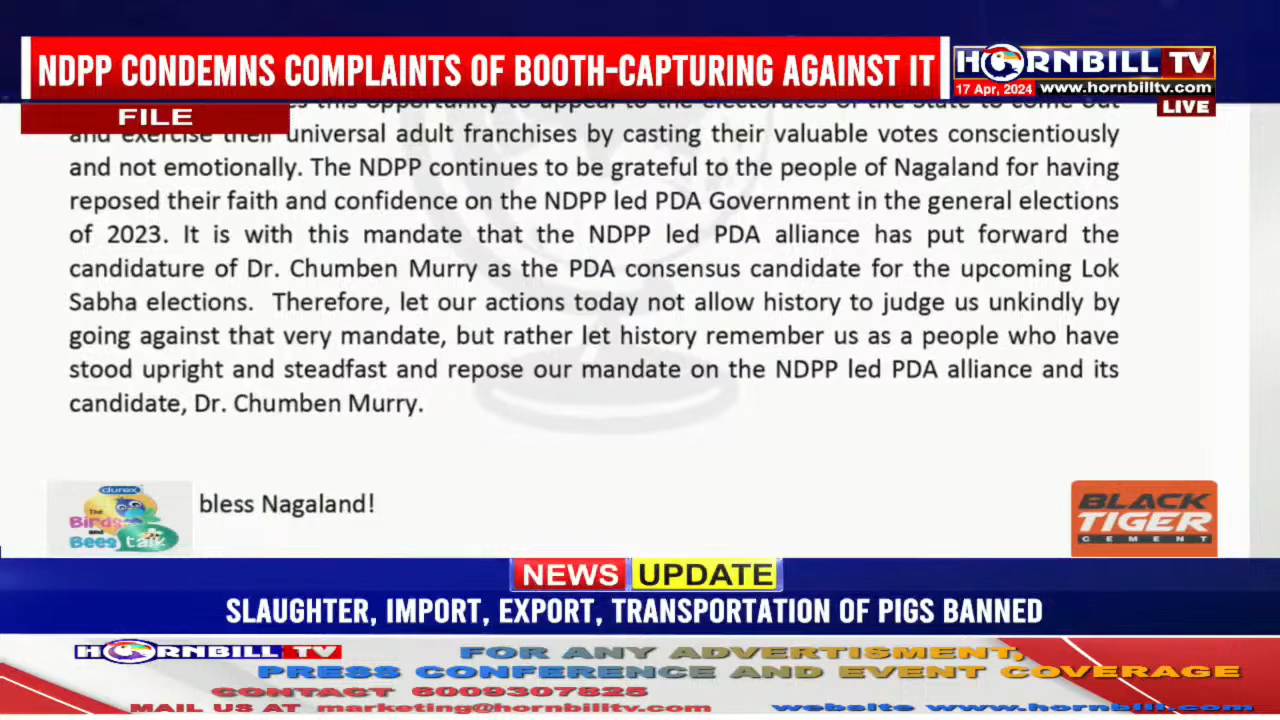 NDPP CONDEMNS COMPLAINTS OF BOOTH-CAPTURING AGAINST IT
HORNBILL TV
17 Apr, 2024 www.hornbilltv.com
LIVE
FILE
this opportunity to appeal to the electorates of the State to come out
and exercise their universal adult franchises by casting their valuable votes conscientiously
and not emotionally. The NDPP continues to be grateful to the people of Nagaland for having
reposed their faith and confidence on the NDPP led PDA Government in the general elections
of 2023. It is with this mandate that the NDPP led PDA alliance has put forward the
candidature of Dr. Chumben Murry as the PDA consensus candidate for the upcoming Lok
Sabha elections. Therefore, let our actions today not allow history to judge us unkindly by
going against that very mandate, but rather let history remember us as a people who have
stood upright and steadfast and repose our mandate on the NDPP led PDA alliance and its
candidate, Dr. Chumben Murry.
bless Nagaland!
durex
The
Birds
and
Bees talk
BLACK
TIGER
CEMENT
NEWS UPDATE
SLAUGHTER, IMPORT, EXPORT, TRANSPORTATION OF PIGS BANNED
HORNBILL TV
FOR ANY ADVERTISMENT,
PRESS CONFERENCE AND EVENT COVERAGE
CONTACT 6009307825
MAIL US AT marketing@hornbilltv.com website www.hornbill.com